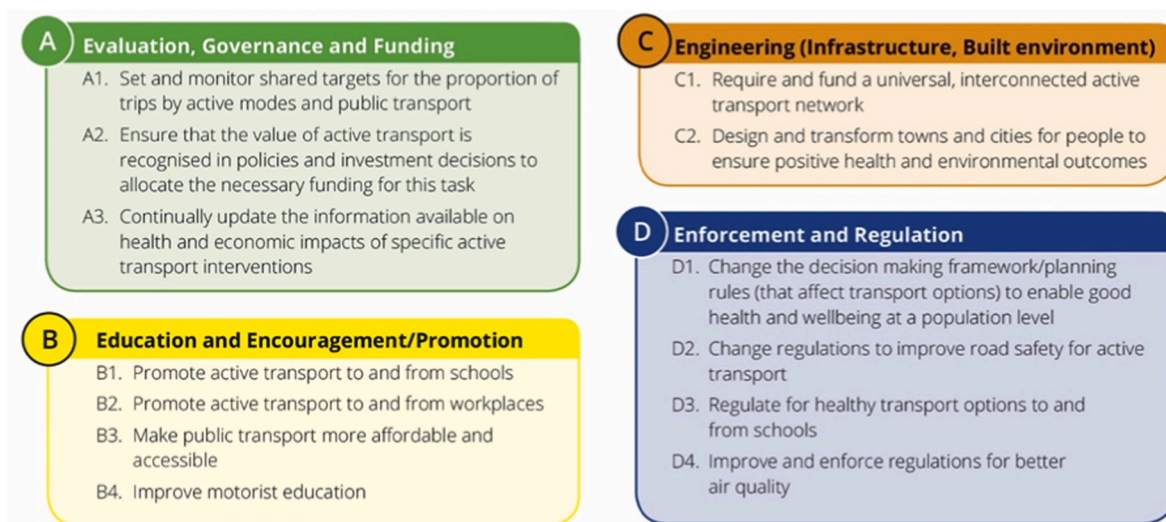 A
Evaluation, Governance and Funding
A1. Set and monitor shared targets for the proportion of
trips by active modes and public transport
A2. Ensure that the value of active transport is
recognised in policies and investment decisions to
allocate the necessary funding for this task
A3. Continually update the information available on
health and economic impacts of specific active
transport interventions
B
Education and Encouragement/Promotion
B1. Promote active transport to and from schools
B2. Promote active transport to and from workplaces
B3. Make public transport more affordable and
accessible
B4. Improve motorist education
C
Engineering (Infrastructure, Built environment)
C1. Require and fund a universal, interconnected active
transport network
C2. Design and transform towns and cities for people to
ensure positive health and environmental outcomes
D
Enforcement and Regulation
D1. Change the decision making framework/planning
rules (that affect transport options) to enable good
health and wellbeing at a population level
D2. Change regulations to improve road safety for active
transport
D3. Regulate for healthy transport options to and
from schools
D4. Improve and enforce regulations for better
air quality